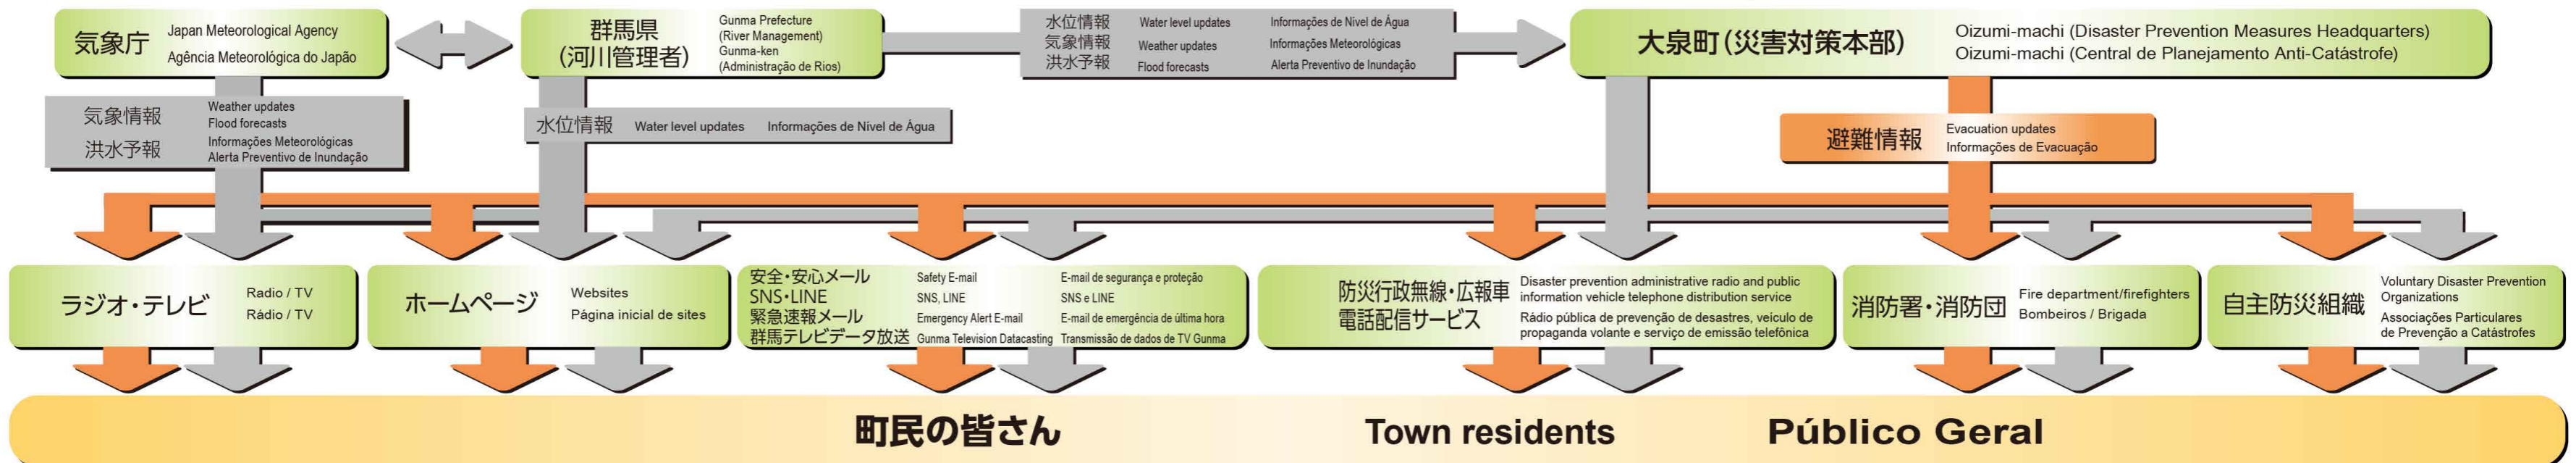 気象庁
Japan Meteorological Agency
Agência Meteorológica do Japão
群馬県
(河川管理者)
Gunma Prefecture
(River Management)
Gunma-ken
(Administração de Rios)
水位情報 Water level updates Informações de Nível de Água
気象情報 Weather updates Informações Meteorológicas
洪水予報 Flood forecasts Alerta Preventivo de Inundação
大泉町(災害対策本部)
Oizumi-machi (Disaster Prevention Measures Headquarters)
Oizumi-machi (Central de Planejamento Anti-Catástrofe)
気象情報
洪水予報
Weather updates
Flood forecasts
Informações Meteorológicas
Alerta Preventivo de Inundação
水位情報 Water level updates Informações de Nível de Água
避難情報
Evacuation updates
Informações de Evacuação
ラジオ・テレビ
Radio / TV
Rádio / TV
ホームページ
Websites
Página inicial de sites
安全・安心メール Safety E-mail E-mail de segurança e proteção
SNS・LINE SNS, LINE SNS e LINE
緊急速報メール Emergency Alert E-mail E-mail de emergência de última hora
群馬テレビデータ放送 Gunma Television Datacasting Transmissão de dados de TV Gunma
防災行政無線・広報車
電話配信サービス
Disaster prevention administrative radio and public
information vehicle telephone distribution service
Rádio pública de prevenção de desastres, veículo de
propaganda volante e serviço de emissão telefônica
消防署・消防団
Fire department/firefighters
Bombeiros / Brigada
自主防災組織
Voluntary Disaster Prevention
Organizations
Associações Particulares
de Prevenção a Catástrofes
町民の皆さん Town residents Público Geral